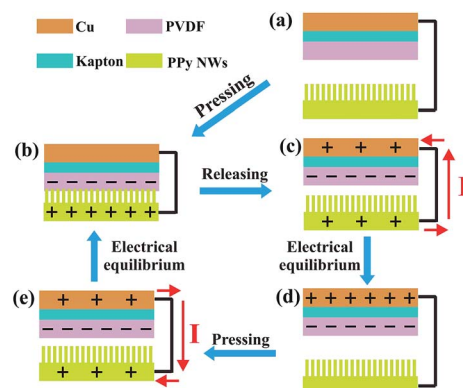 Cu
PVDF
Kapton
PPy NWs
(a)
Pressing
(b)
+ + + + + +
Releasing
(c)
+ + +
+ + +
I
Electrical
equilibrium
Electrical
equilibrium
(d)
+ + + + + +
Pressing
(e)
+ + +
+ + +
I